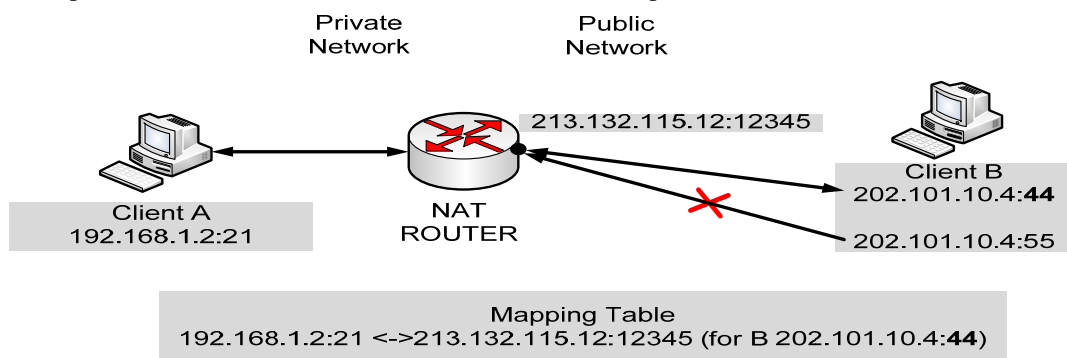 Private
Network
Public
Network
213.132.115.12:12345
Client A
192.168.1.2:21
NAT
ROUTER
Client B
202.101.10.4:44
202.101.10.4:55
Mapping Table
192.168.1.2:21 <->213.132.115.12:12345 (for B 202.101.10.4:44)